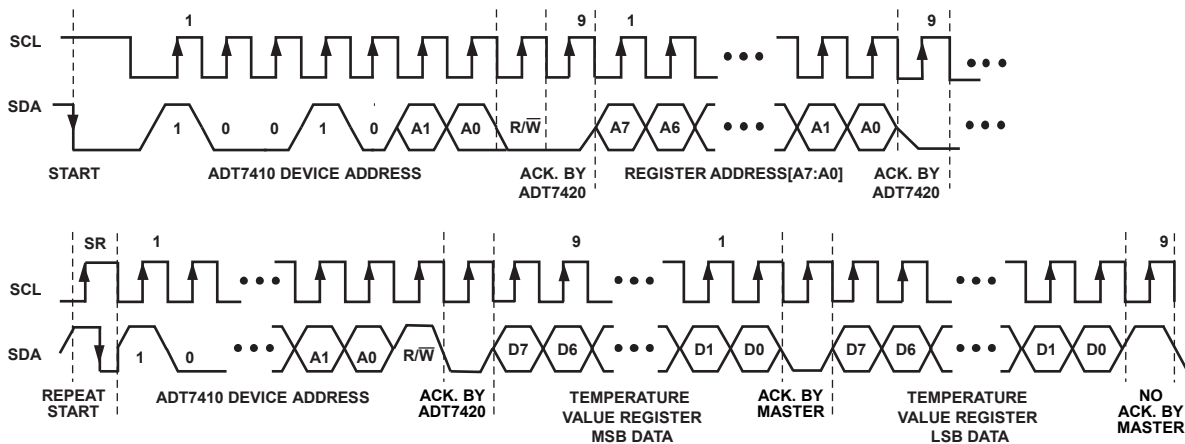 1 9 1 9
SCL
SDA
1 0 0 1 0 A1 A0 R/W̅ A7 A6 A1 A0
START
ADT7410 DEVICE ADDRESS
ACK. BY
ADT7420
REGISTER ADDRESS[A7:A0]
ACK. BY
ADT7420
SR 1 9 1 9
SCL
SDA
1 0 A1 A0 R/W̅ D7 D6 D1 D0 D7 D6 D1 D0
REPEAT
START
ADT7410 DEVICE ADDRESS
ACK. BY
ADT7420
TEMPERATURE
VALUE REGISTER
MSB DATA
ACK. BY
MASTER
TEMPERATURE
VALUE REGISTER
LSB DATA
NO
ACK. BY
MASTER